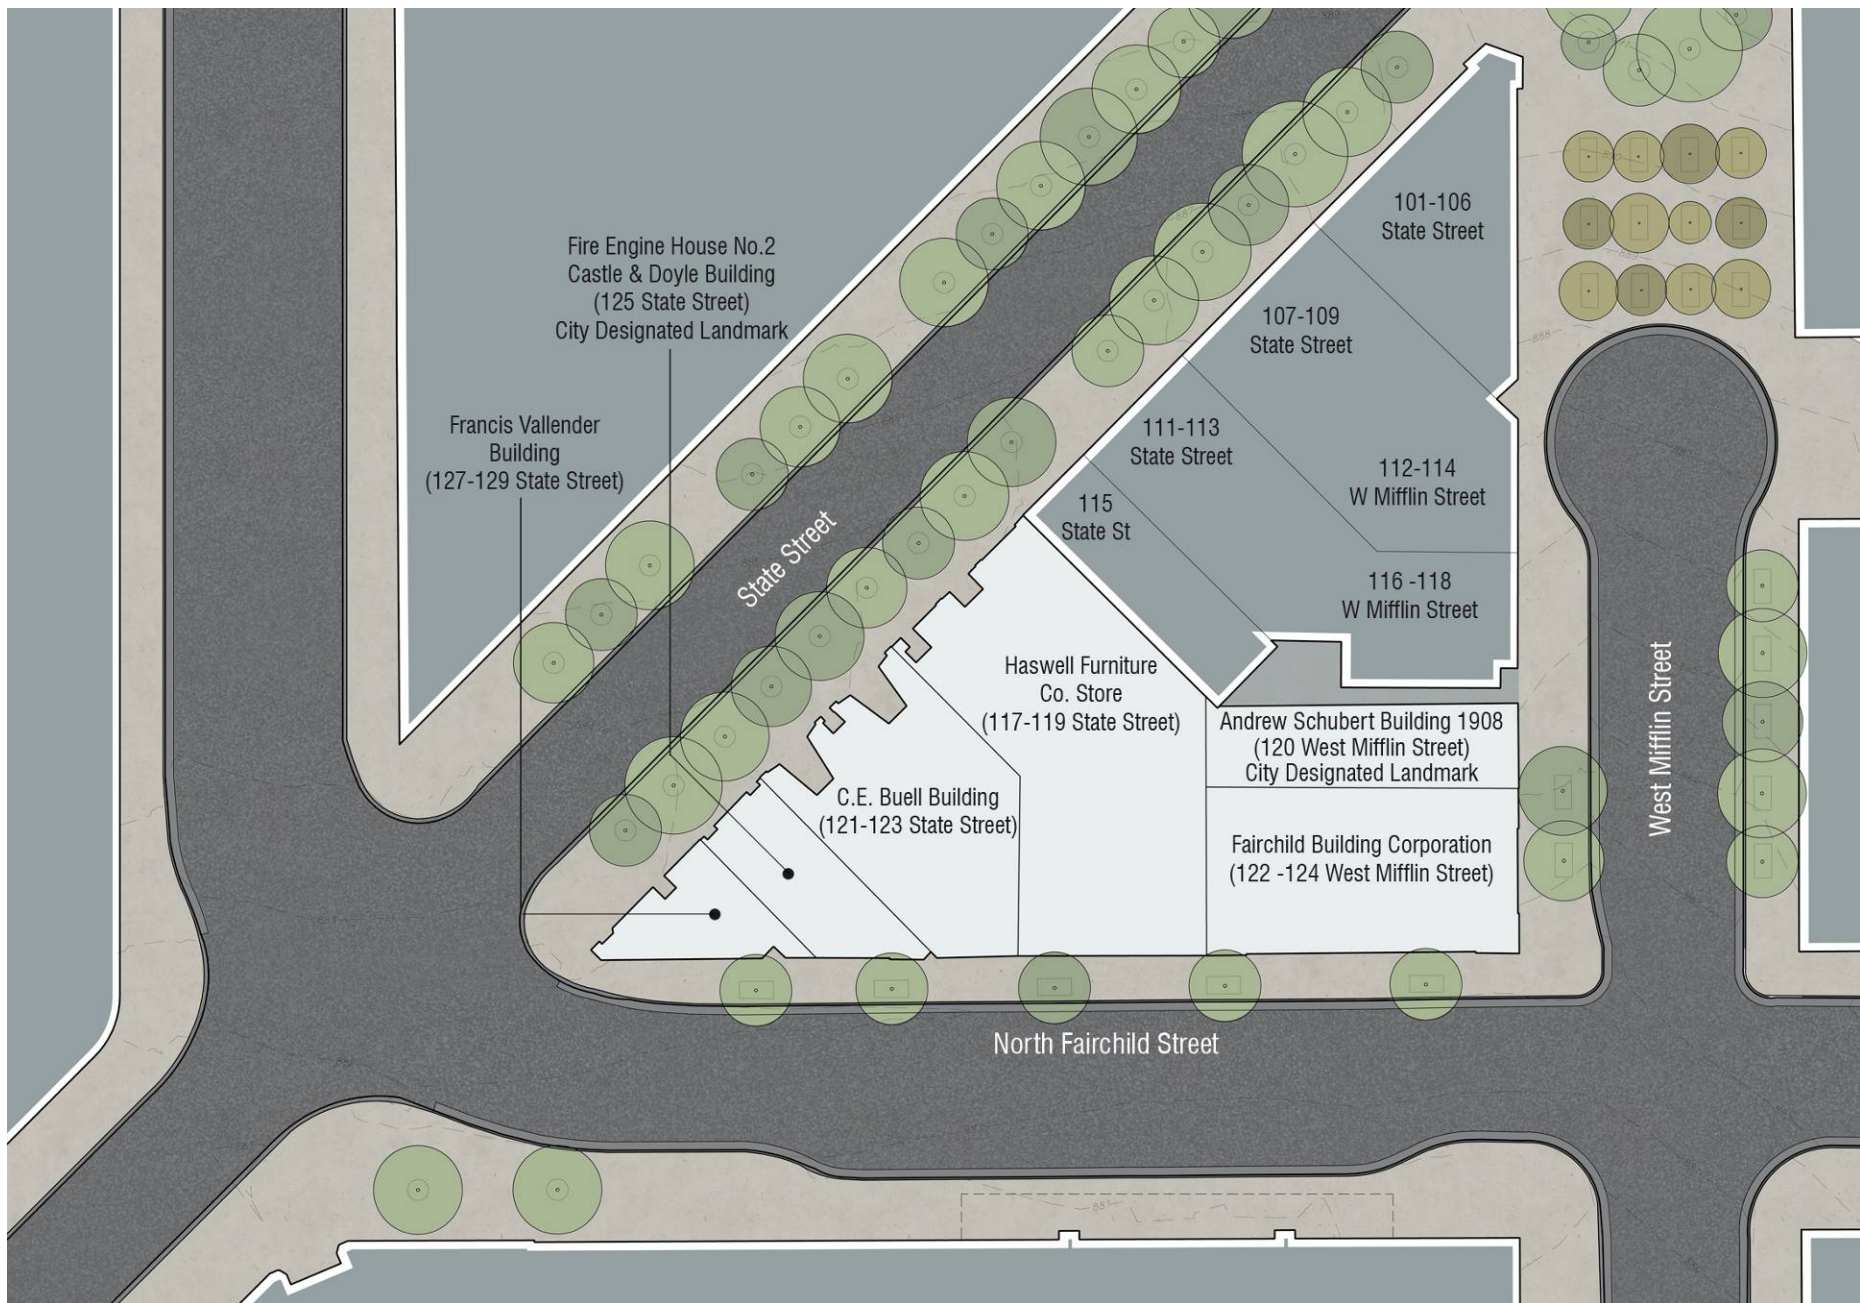 101-106
State Street
Fire Engine House No.2
Castle & Doyle Building
(125 State Street)
City Designated Landmark
107-109
State Street
Francis Vallender
Building
(127-129 State Street)
111-113
State Street
112-114
W Mifflin Street
115
State St
State Street
116 -118
W Mifflin Street
Haswell Furniture
Co. Store
(117-119 State Street)
Andrew Schubert Building 1908
(120 West Mifflin Street)
City Designated Landmark
West Mifflin Street
C.E. Buell Building
(121-123 State Street)
Fairchild Building Corporation
(122 -124 West Mifflin Street)
North Fairchild Street
888
881